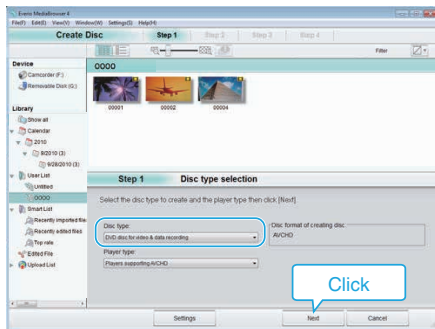 Everio MediaBrowser 4
File(F) Edit(E) View(V) Window(W) Settings(S) Help(H)
Create Disc Step 1 Step 2 Step 3 Step 4
Filter
Device
Camcorder (F:)
Removable Disk (G:)
Library
Show all
Calendar
2010
9/2010 (3)
9/28/2010 (3)
User List
Untitled
0000
Smart List
Recently imported file
Recently edited files
Top rate
Edited File
Upload List
0000
00001 00002 00004
Step 1 Disc type selection
Select the disc type to create and the player type then click [Next].
Disc type:
DVD disc for video & data recording
Player type:
Players supporting AVCHD
Disc format of creating disc.
AVCHD
Click
Settings Next Cancel